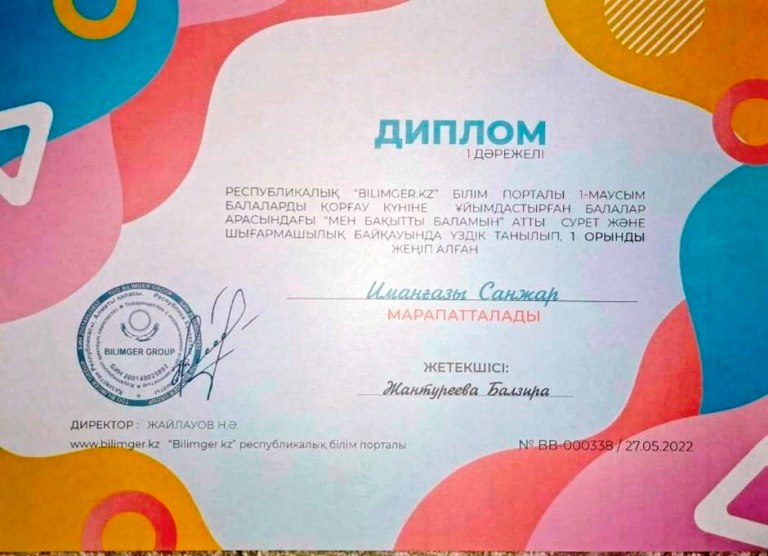 ДИПЛОМ
1 ДӘРЕЖЕЛІ
РЕСПУБЛИКАЛЫҚ "BILIMGER.KZ" БІЛІМ ПОРТАЛЫ 1-МАУСЫМ
БАЛАЛАРДЫ ҚОРҒАУ КҮНІНЕ ҰЙЫМДАСТЫРҒАН БАЛАЛАР
АРАСЫНДАҒЫ "МЕН БАҚЫТТЫ БАЛАМЫН" АТТЫ СУРЕТ ЖӘНЕ
ШЫҒАРМАШЫЛЫҚ БАЙҚАУЫНДА ҮЗДІК ТАНЫЛЫП, 1 ОРЫНДЫ
ЖЕҢІП АЛҒАН
Иманғазы Санжар
МАРАПАТТАЛАДЫ
BILIMGER GROUP
ЖЕТЕКШІСІ:
Жантуреева Балзира
ДИРЕКТОР : ЖАЙЛАУОВ Н.Ә.
www.bilimger.kz "Bilimger.kz" республикалық білім порталы
№ BB-000338 / 27.05.2022